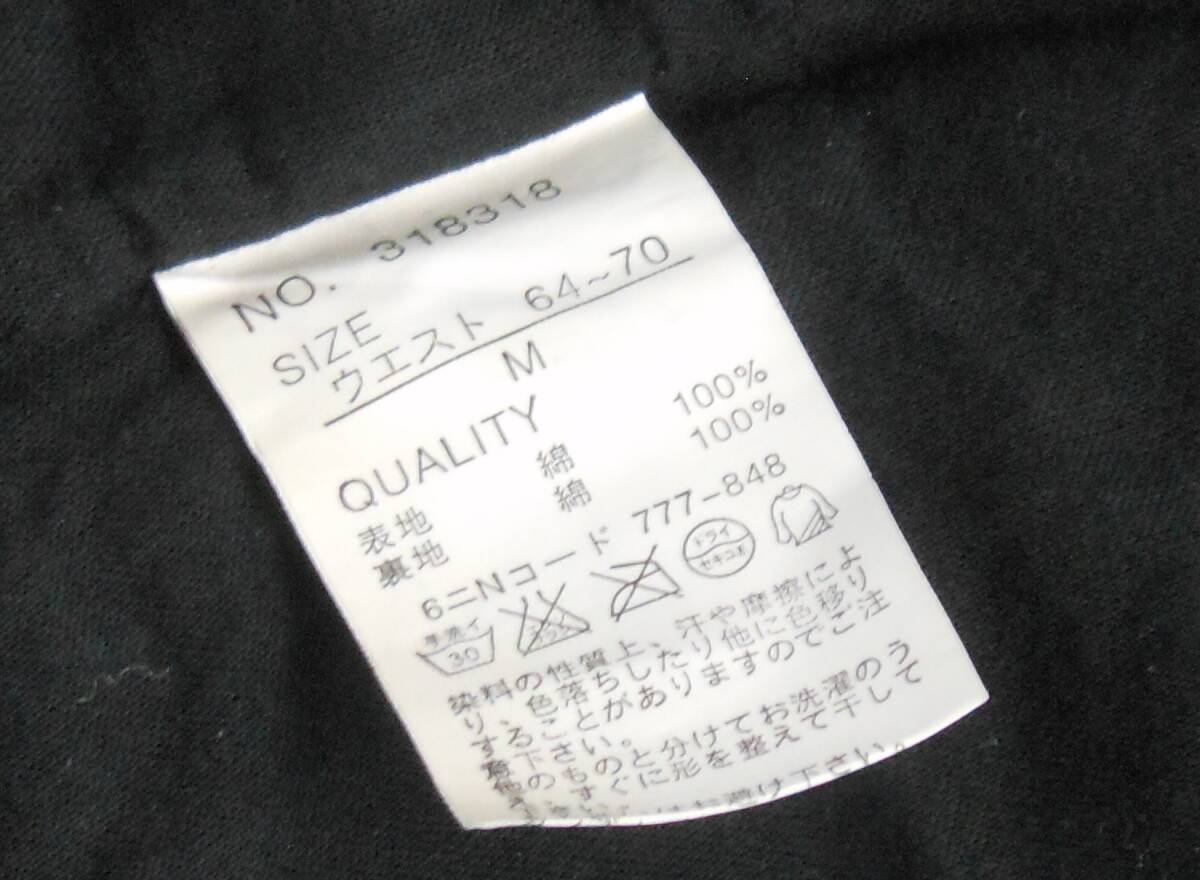 NO. 318318
SIZE
ウエスト 64~70
M
QUALITY
表地 綿 100%
裏地 綿 100%
6ニNコード 777-848
手洗イ 30 ドライ セキユ系
染料の性質上、汗や摩擦によ
り、色落ちしたり他に色移り
することがありますのでご注
意下さい。
他のものと分けてお洗濯のう
え、すぐに形を整えて干して
下さい。